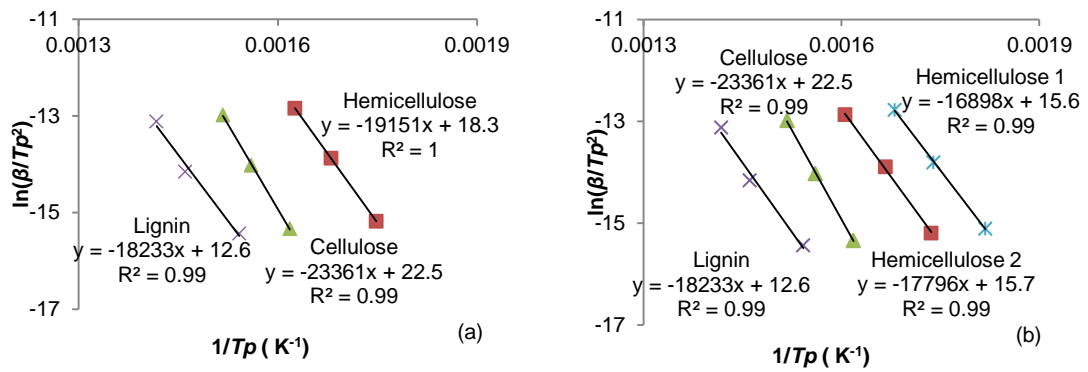 -11
0.0013 0.0016 0.0019
-13
-15
-17
ln(β/Tp²)
Hemicellulose
y = -19151x + 18.3
R² = 1
Lignin
y = -18233x + 12.6
R² = 0.99
Cellulose
y = -23361x + 22.5
R² = 0.99
1/Tp ( K⁻¹)
(a)
-11
0.0013 0.0016 0.0019
-13
-15
-17
ln(β/Tp²)
Cellulose
y = -23361x + 22.5
R² = 0.99
Hemicellulose 1
y = -16898x + 15.6
R² = 0.99
Lignin
y = -18233x + 12.6
R² = 0.99
Hemicellulose 2
y = -17796x + 15.7
R² = 0.99
1/Tp ( K⁻¹)
(b)